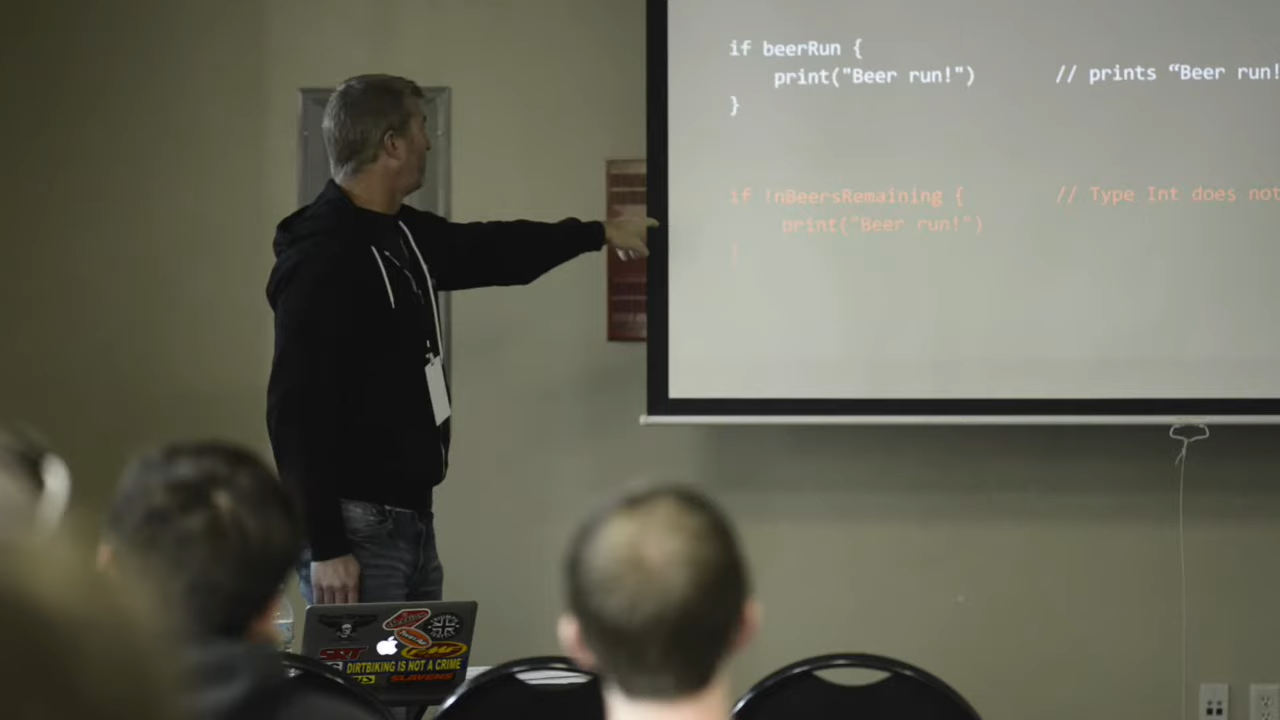 if beerRun {
print("Beer run!") // prints “Beer run!
}
if !nBeersRemaining { // Type Int does not
print("Beer run!")
}
DIRTBIKING IS NOT A CRIME
SLAVENS